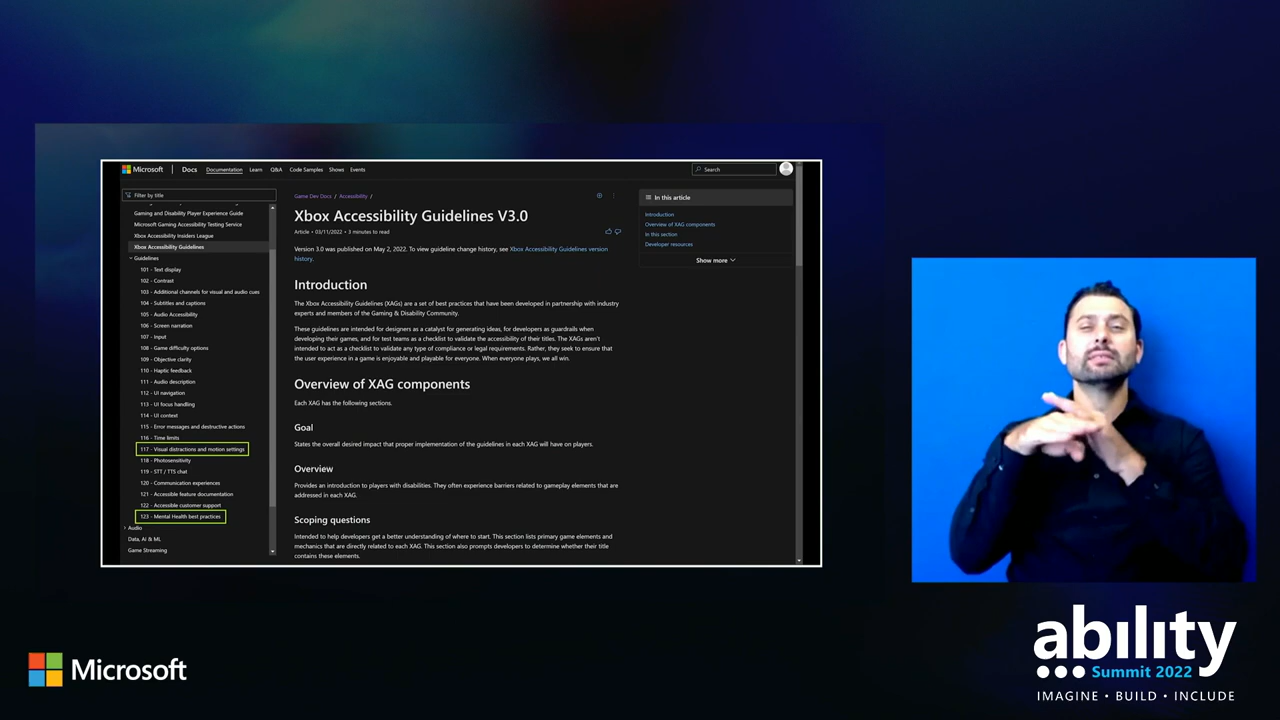 Microsoft | Docs Documentation Learn Q&A Code Samples Shows Events Search
Filter by title
Gaming and Disability Player Experience Guide
Microsoft Gaming Accessibility Testing Service
Xbox Accessibility Insiders League
Xbox Accessibility Guidelines
Guidelines
101 - Text display
102 - Contrast
103 - Additional channels for visual and audio cues
104 - Subtitles and captions
105 - Audio Accessibility
106 - Screen narration
107 - Input
108 - Game difficulty options
109 - Objective clarity
110 - Haptic feedback
111 - Audio description
112 - UI navigation
113 - UI focus handling
114 - UI context
115 - Error messages and destructive actions
116 - Time limits
117 - Visual distractions and motion settings
118 - Photosensitivity
119 - STT / TTS chat
120 - Communication experiences
121 - Accessible feature documentation
122 - Accessible customer support
123 - Mental Health best practices
Audio
Data, AI & ML
Game Streaming
Game Dev Docs / Accessibility /
Xbox Accessibility Guidelines V3.0
Article • 03/11/2022 • 3 minutes to read
Version 3.0 was published on May 2, 2022. To view guideline change history, see Xbox Accessibility Guidelines version
history.
Introduction
The Xbox Accessibility Guidelines (XAGs) are a set of best practices that have been developed in partnership with industry
experts and members of the Gaming & Disability Community.
These guidelines are intended for designers as a catalyst for generating ideas, for developers as guardrails when
developing their games, and for test teams as a checklist to validate the accessibility of their titles. The XAGs aren't
intended to act as a checklist to validate any type of compliance or legal requirements. Rather, they seek to ensure that
the user experience in a game is enjoyable and playable for everyone. When everyone plays, we all win.
Overview of XAG components
Each XAG has the following sections.
Goal
States the overall desired impact that proper implementation of the guidelines in each XAG will have on players.
Overview
Provides an introduction to players with disabilities. They often experience barriers related to gameplay elements that are
addressed in each XAG.
Scoping questions
Intended to help developers get a better understanding of where to start. This section lists primary game elements and
mechanics that are directly related to each XAG. This section also prompts developers to determine whether their title
contains these elements.
In this article
Introduction
Overview of XAG components
In this section
Developer resources
Show more
Microsoft
ability
Summit 2022
IMAGINE • BUILD • INCLUDE